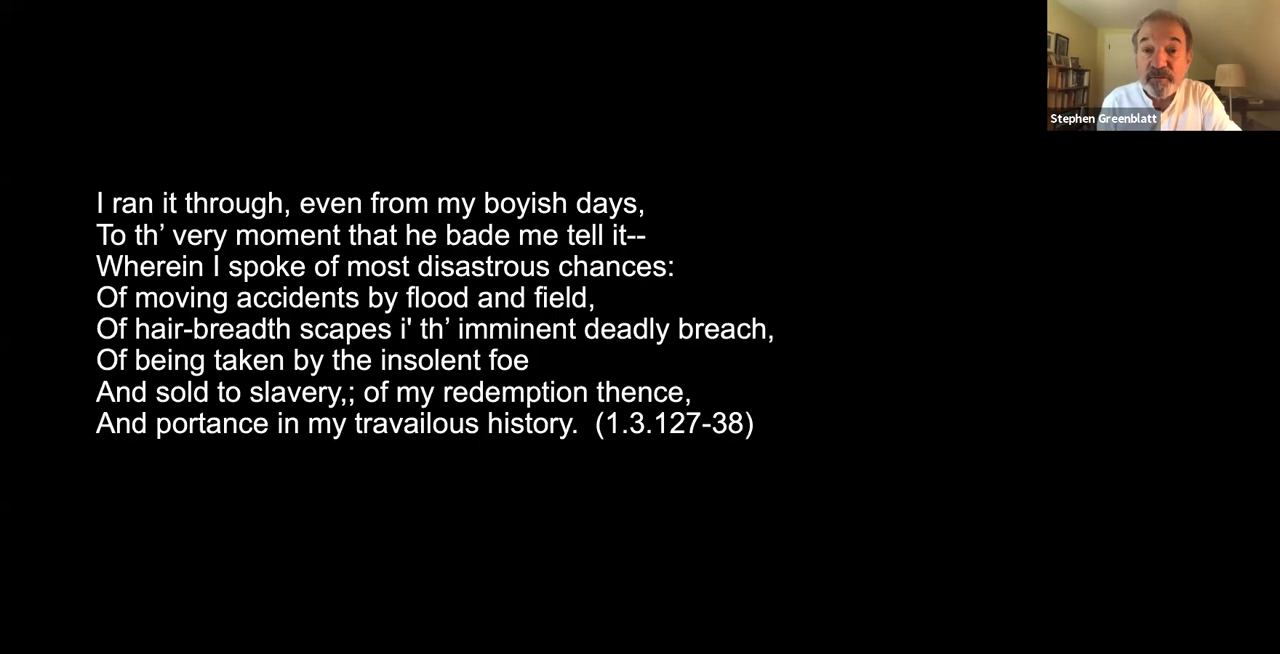 Stephen Greenblatt
I ran it through, even from my boyish days,
To th’ very moment that he bade me tell it--
Wherein I spoke of most disastrous chances:
Of moving accidents by flood and field,
Of hair-breadth scapes i' th’ imminent deadly breach,
Of being taken by the insolent foe
And sold to slavery,; of my redemption thence,
And portance in my travailous history.  (1.3.127-38)